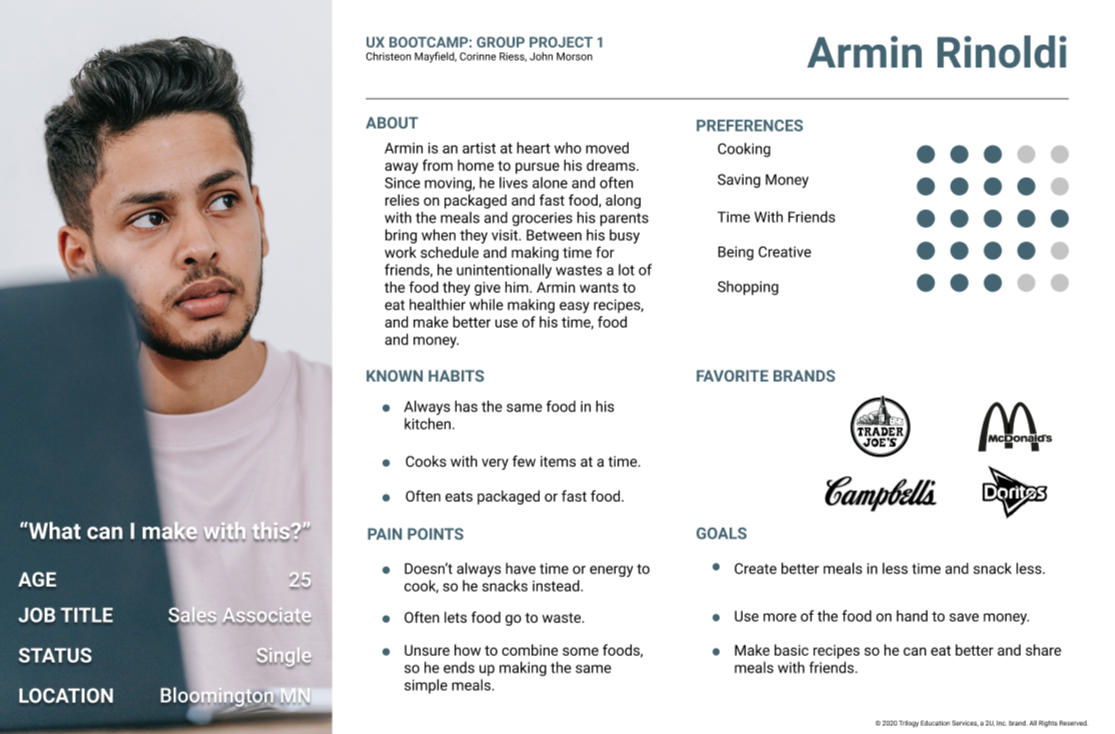 UX BOOTCAMP: GROUP PROJECT 1
Christeon Mayfield, Corinne Riess, John Morson
Armin Rinoldi
ABOUT
Armin is an artist at heart who moved
away from home to pursue his dreams.
Since moving, he lives alone and often
relies on packaged and fast food, along
with the meals and groceries his parents
bring when they visit. Between his busy
work schedule and making time for
friends, he unintentionally wastes a lot of
the food they give him. Armin wants to
eat healthier while making easy recipes,
and make better use of his time, food
and money.
PREFERENCES
Cooking
Saving Money
Time With Friends
Being Creative
Shopping
KNOWN HABITS
Always has the same food in his
kitchen.
Cooks with very few items at a time.
Often eats packaged or fast food.
FAVORITE BRANDS
TRADER
JOE'S
McDonald's
Campbell's
Doritos
PAIN POINTS
Doesn't always have time or energy to
cook, so he snacks instead.
Often lets food go to waste.
Unsure how to combine some foods,
so he ends up making the same
simple meals.
GOALS
Create better meals in less time and snack less.
Use more of the food on hand to save money.
Make basic recipes so he can eat better and share
meals with friends.
“What can I make with this?”
AGE 25
JOB TITLE Sales Associate
STATUS Single
LOCATION Bloomington MN
© 2020 Trilogy Education Services, a 2U, Inc. brand. All Rights Reserved.